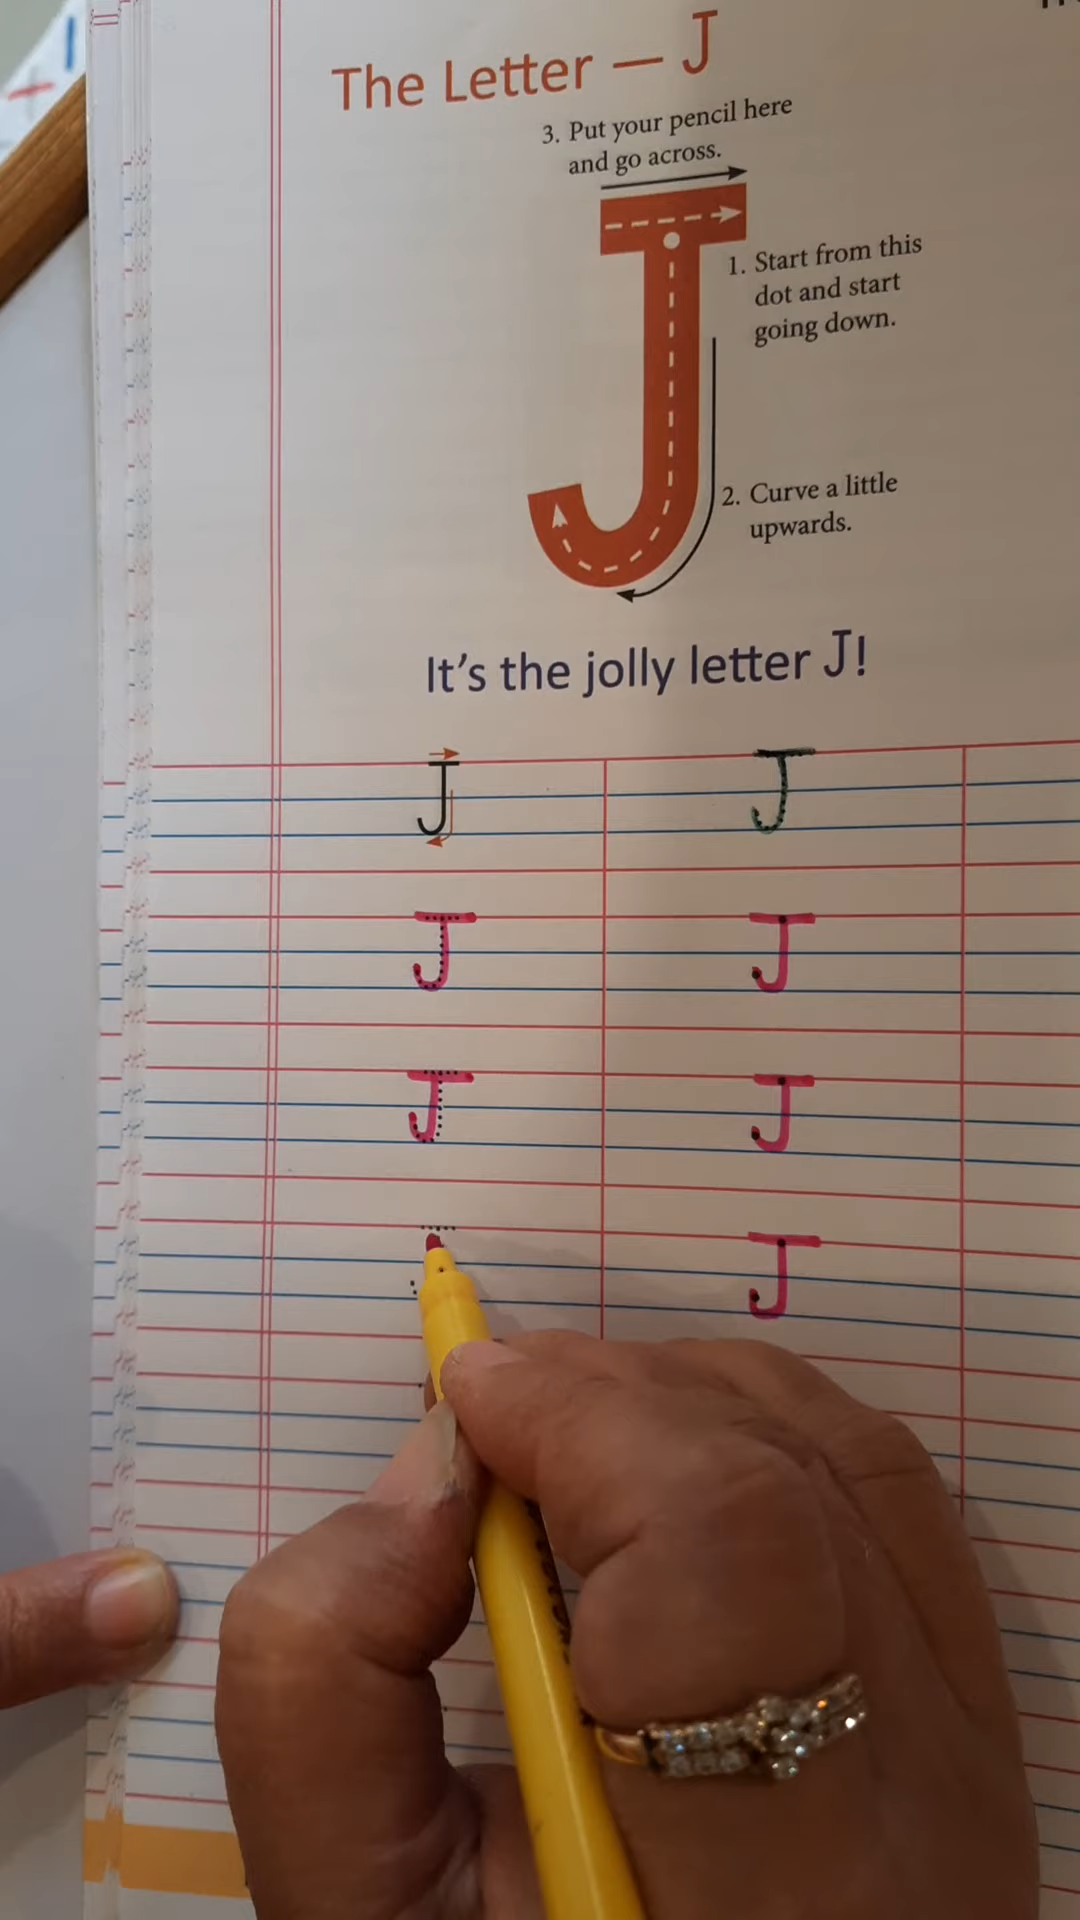 The Letter – J
3. Put your pencil here
and go across.
1. Start from this
dot and start
going down.
2. Curve a little
upwards.
It's the jolly letter J!
J J
J J
J J
J